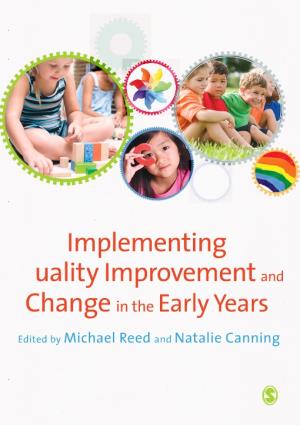 Implementing
uality Improvement and
Change in the Early Years
Edited by Michael Reed and Natalie Canning
S